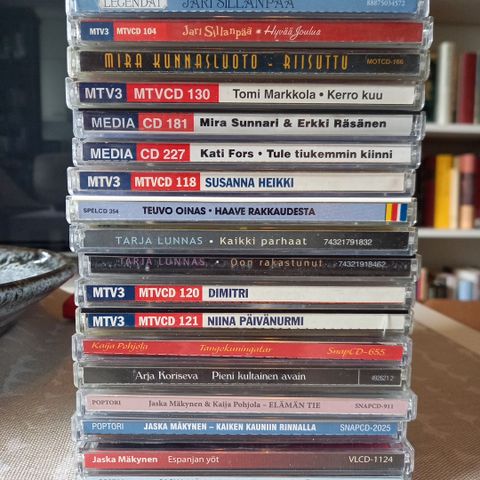 LEGENDAT JARI SILLANPÄÄ 88875034572
MTV3 MTVCD 104 Jari Sillanpää * Hyvää Joulua
MIRA KUNNASLUOTO - RIISUTTU MOTCD-166
MTV3 MTVCD 130 Tomi Markkola • Kerro kuu
MEDIA CD 181 Mira Sunnari & Erkki Räsänen
MEDIA CD 227 Kati Fors • Tule tiukemmin kiinni
MTV3 MTVCD 118 SUSANNA HEIKKI
SPELCD 354 TEUVO OINAS • HAAVE RAKKAUDESTA
TARJA LUNNAS • Kaikki parhaat 74321791832
TARJA LUNNAS • Oon rakastunut 74321918462
MTV3 MTVCD 120 DIMITRI
MTV3 MTVCD 121 NIINA PÄIVÄNURMI
Kaija Pohjola Tangokuningatar SnapCD-655
Arja Koriseva Pieni kultainen avain 492621 2
POPTORI Jaska Mäkynen & Kaija Pohjola – ELÄMÄN TIE SNAPCD-911
POPTORI JASKA MÄKYNEN – KAIKEN KAUNIIN RINNALLA SNAPCD-2025
Jaska Mäkynen Espanjan yöt VLCD-1124